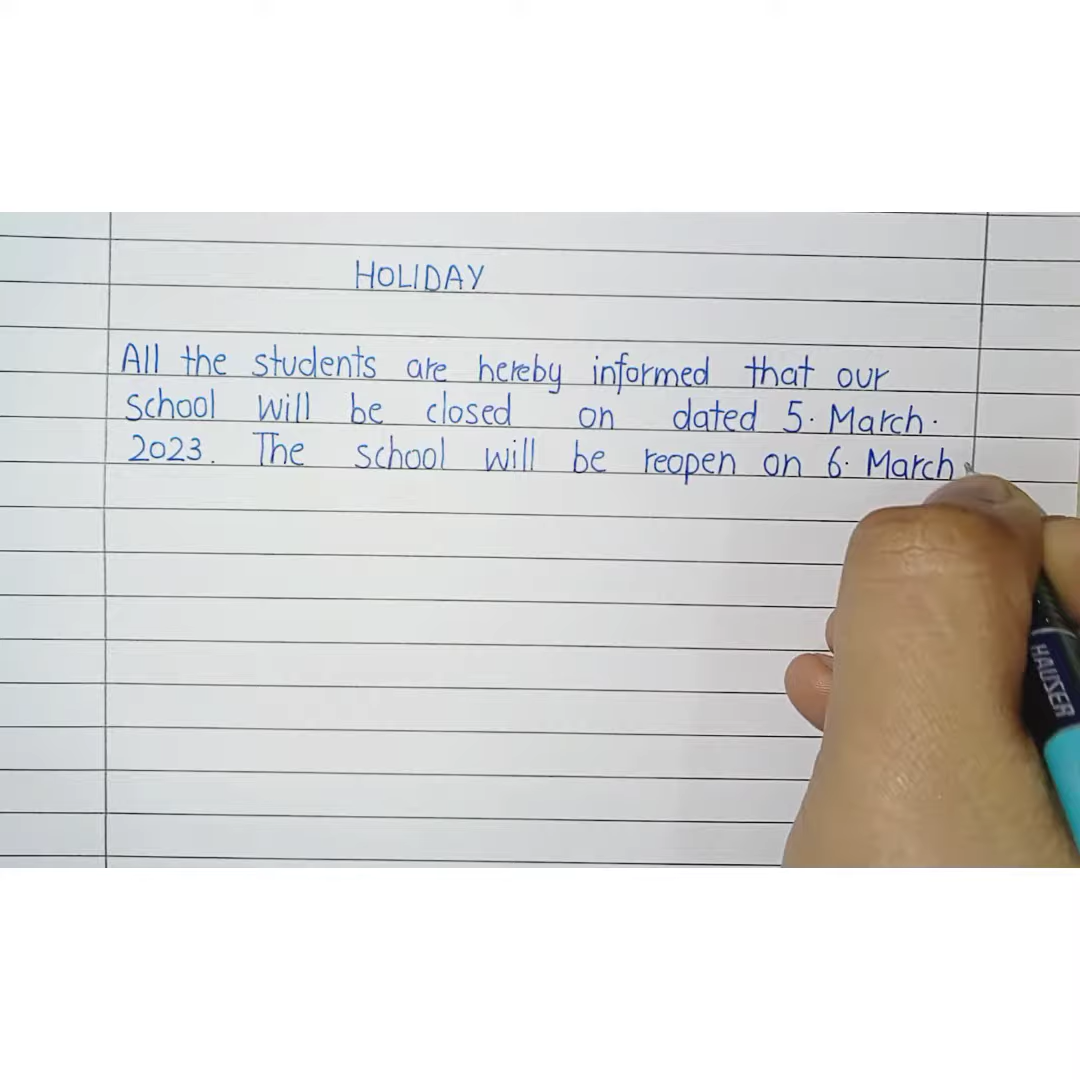 HOLIDAY
All the students are hereby informed that our
school will be closed on dated 5. March.
2023. The school will be reopen on 6. March
HAUSER